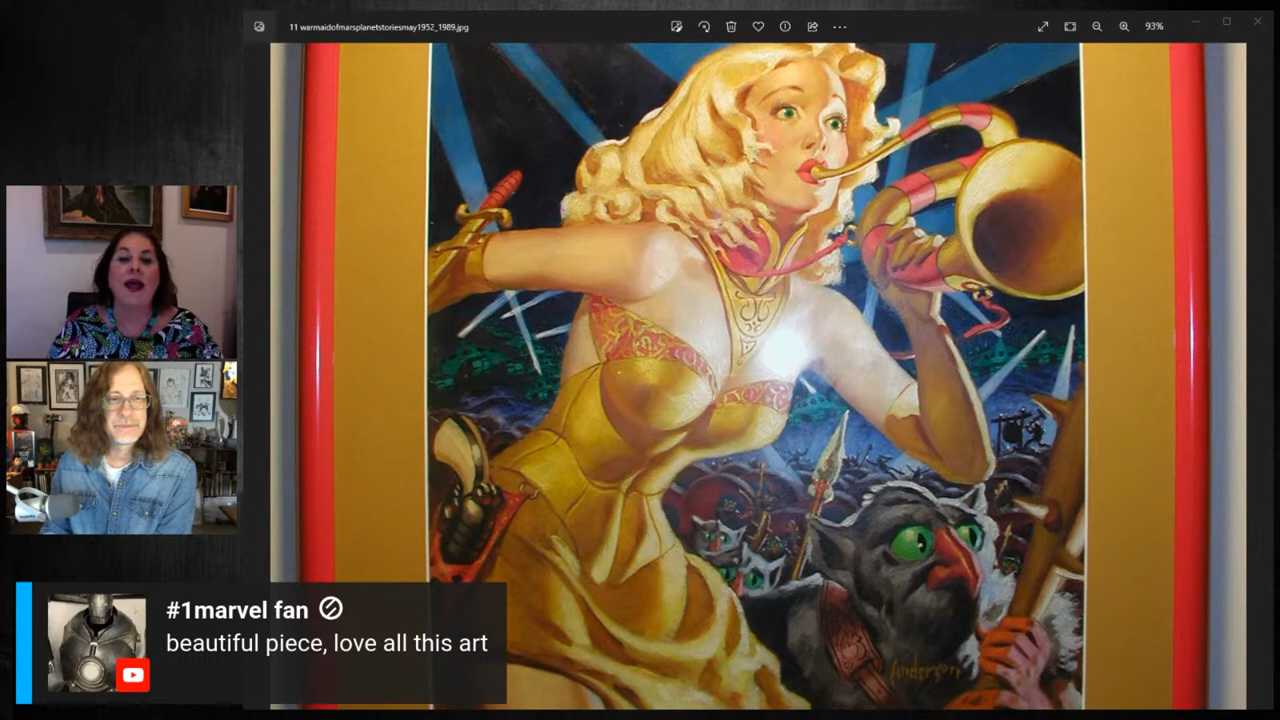 11 warmaidofmarsplanetstoriesmay1952_1989.jpg
93%
Anderson
#1marvel fan
beautiful piece, love all this art